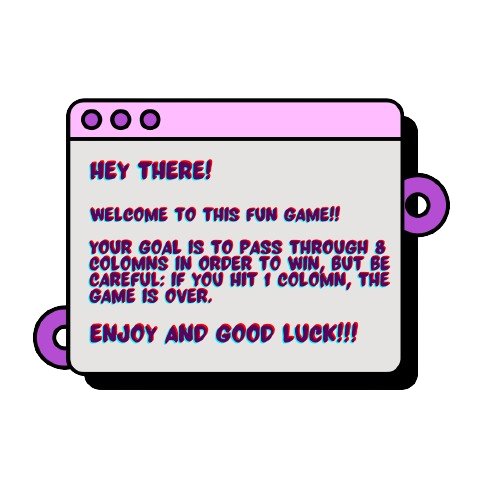 HEY THERE!
WELCOME TO THIS FUN GAME!!
YOUR GOAL IS TO PASS THROUGH 8
COLOMNS IN ORDER TO WIN, BUT BE
CAREFUL: IF YOU HIT 1 COLOMN, THE
GAME IS OVER.
ENJOY AND GOOD LUCK!!!